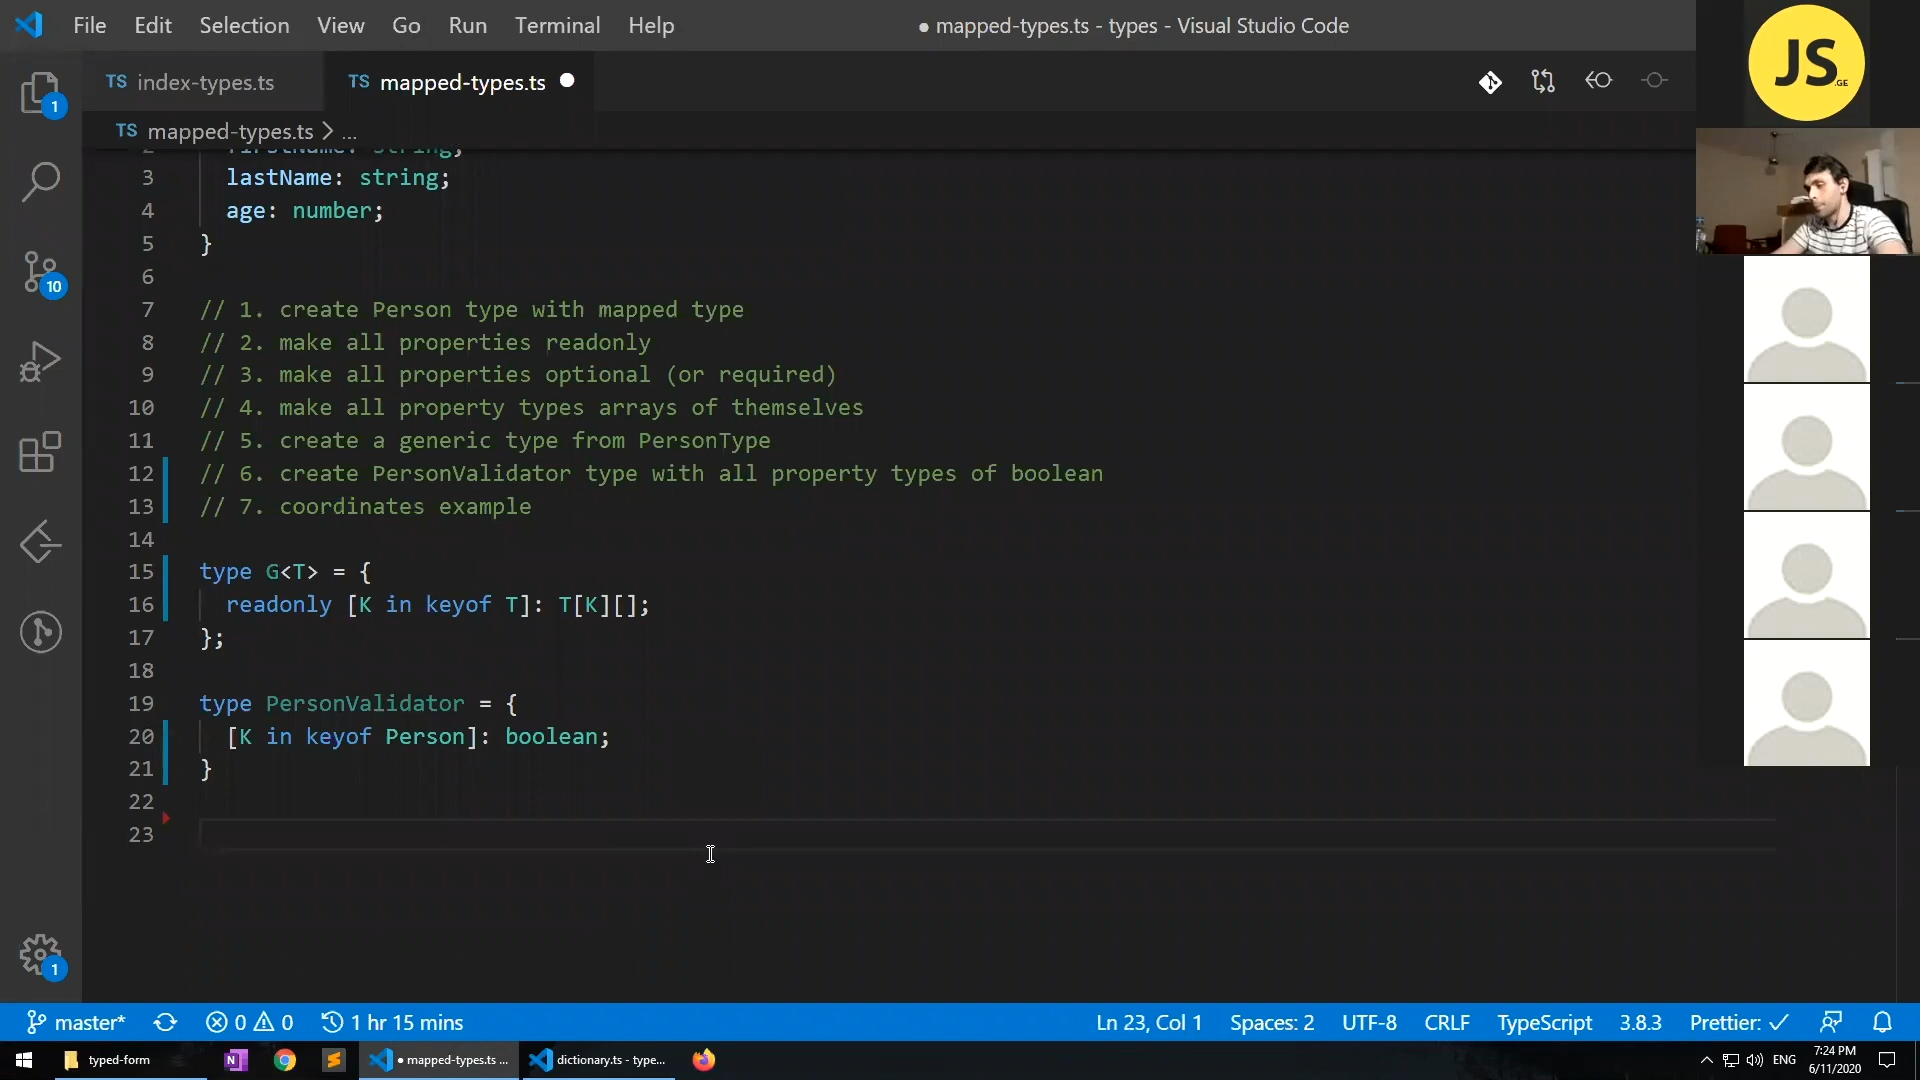 File Edit Selection View Go Run Terminal Help
● mapped-types.ts - types - Visual Studio Code
JS
.GE
TS index-types.ts
TS mapped-types.ts ●
TS mapped-types.ts > ...
2 firstName: string;
3 lastName: string;
4 age: number;
5 }
6
7 // 1. create Person type with mapped type
8 // 2. make all properties readonly
9 // 3. make all properties optional (or required)
10 // 4. make all property types arrays of themselves
11 // 5. create a generic type from PersonType
12 // 6. create PersonValidator type with all property types of boolean
13 // 7. coordinates example
14
15 type G<T> = {
16 readonly [K in keyof T]: T[K][];
17 };
18
19 type PersonValidator = {
20 [K in keyof Person]: boolean;
21 }
22
23
1
10
1
master* 0 0 1 hr 15 mins
Ln 23, Col 1 Spaces: 2 UTF-8 CRLF TypeScript 3.8.3 Prettier: ✓
typed-form
N
S
● mapped-types.ts ...
dictionary.ts - type...
ENG
7:24 PM
6/11/2020